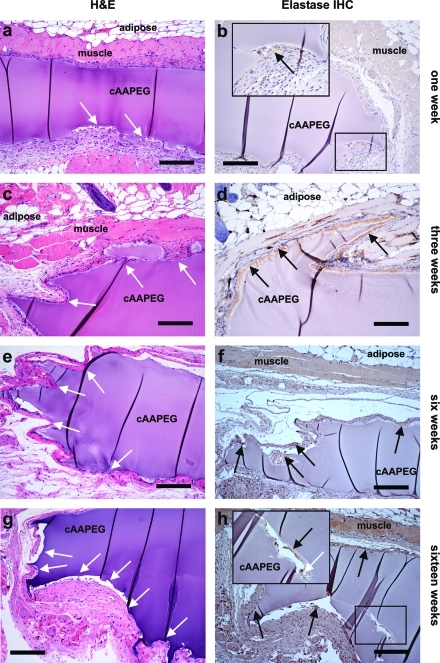 H&E
Elastase IHC
a
adipose
muscle
cAAPEG
b
muscle
cAAPEG
one week
c
adipose
muscle
cAAPEG
d
adipose
cAAPEG
three weeks
e
cAAPEG
f
muscle
adipose
cAAPEG
six weeks
g
cAAPEG
h
muscle
cAAPEG
sixteen weeks